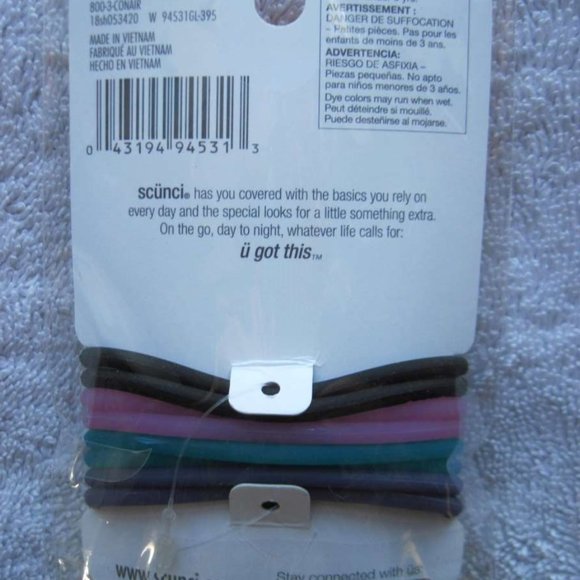 800-3-CONAIR
18sh053420 W 94531GL-395
MADE IN VIETNAM
FABRIQUÉ AU VIETNAM
HECHO EN VIETNAM
0 43194 94531 3
AVERTISSEMENT :
DANGER DE SUFFOCATION
– Petites pièces. Pas pour les
enfants de moins de 3 ans.
ADVERTENCIA:
RIESGO DE ASFIXIA –
Piezas pequeñas. No apto
para niños menores de 3 años.
Dye colors may run when wet.
Peut déteindre si mouillé.
Puede desteñirse al mojarse.
scünci® has you covered with the basics you rely on
every day and the special looks for a little something extra.
On the go, day to night, whatever life calls for:
ü got this™
www.scunci
Stay connected with üs: